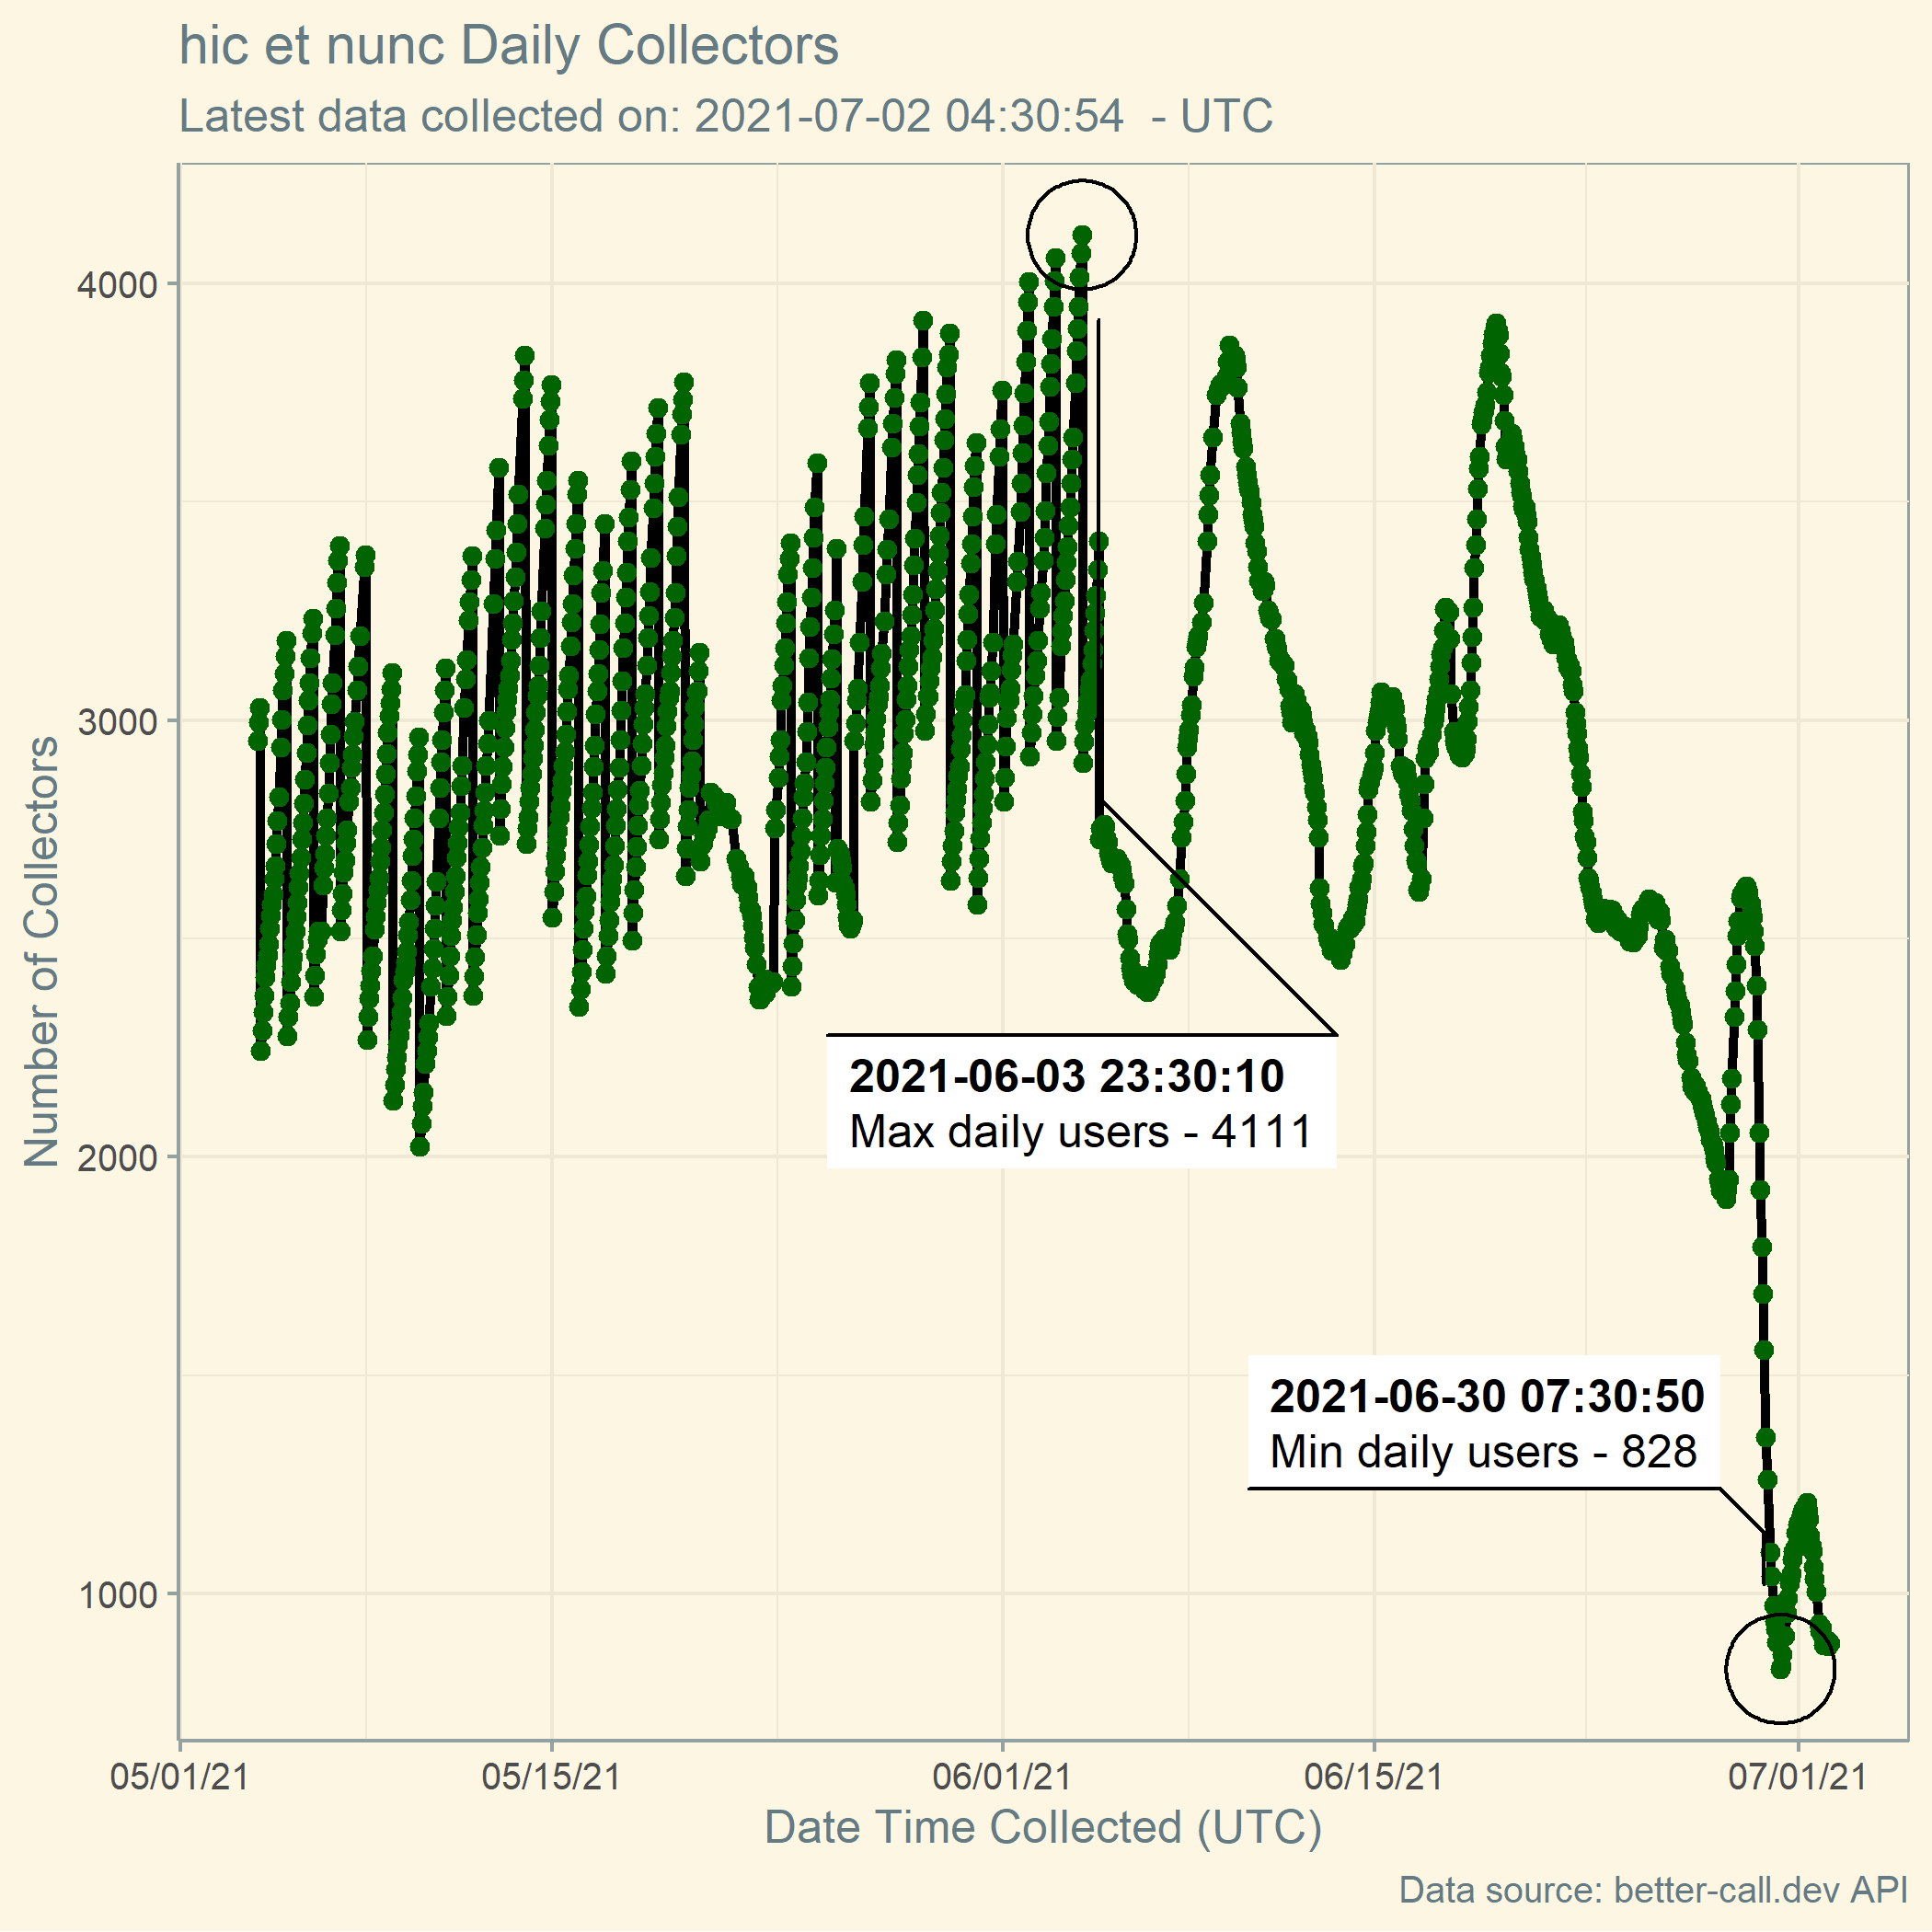 hic et nunc Daily Collectors
Latest data collected on: 2021-07-02 04:30:54  - UTC
Number of Collectors
4000
3000
2000
1000
2021-06-03 23:30:10
Max daily users - 4111
2021-06-30 07:30:50
Min daily users - 828
05/01/21
05/15/21
06/01/21
06/15/21
07/01/21
Date Time Collected (UTC)
Data source: better-call.dev API